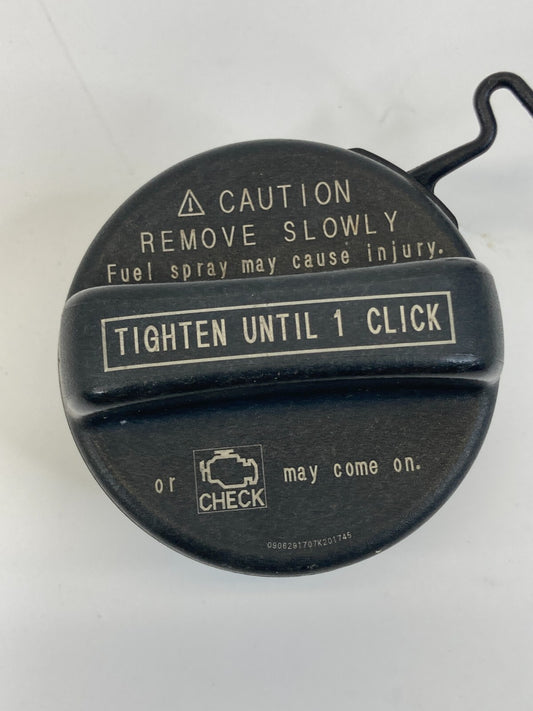 ⚠ CAUTION
REMOVE SLOWLY
Fuel spray may cause injury.
TIGHTEN UNTIL 1 CLICK
or CHECK may come on.
0906291707K201745